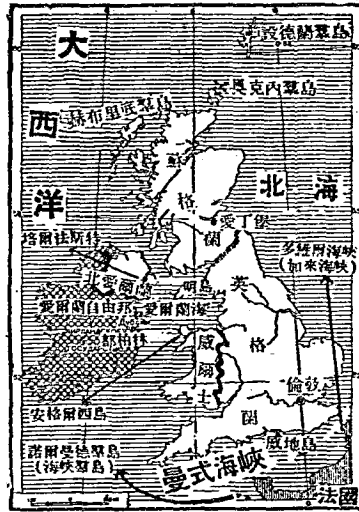 大西洋
設德蘭羣島
奧克內羣島
赫布里底羣島
北海
蘇格蘭
愛丁堡
培爾法斯特
北愛爾蘭
明島
多維爾海峽
(如來海峽)
愛爾蘭自由邦
愛爾蘭海
都柏林
英格蘭
威爾士
倫敦
安格爾西島
威地島
諾爾曼德羣島
(海峽羣島)
曼式海峽
法國